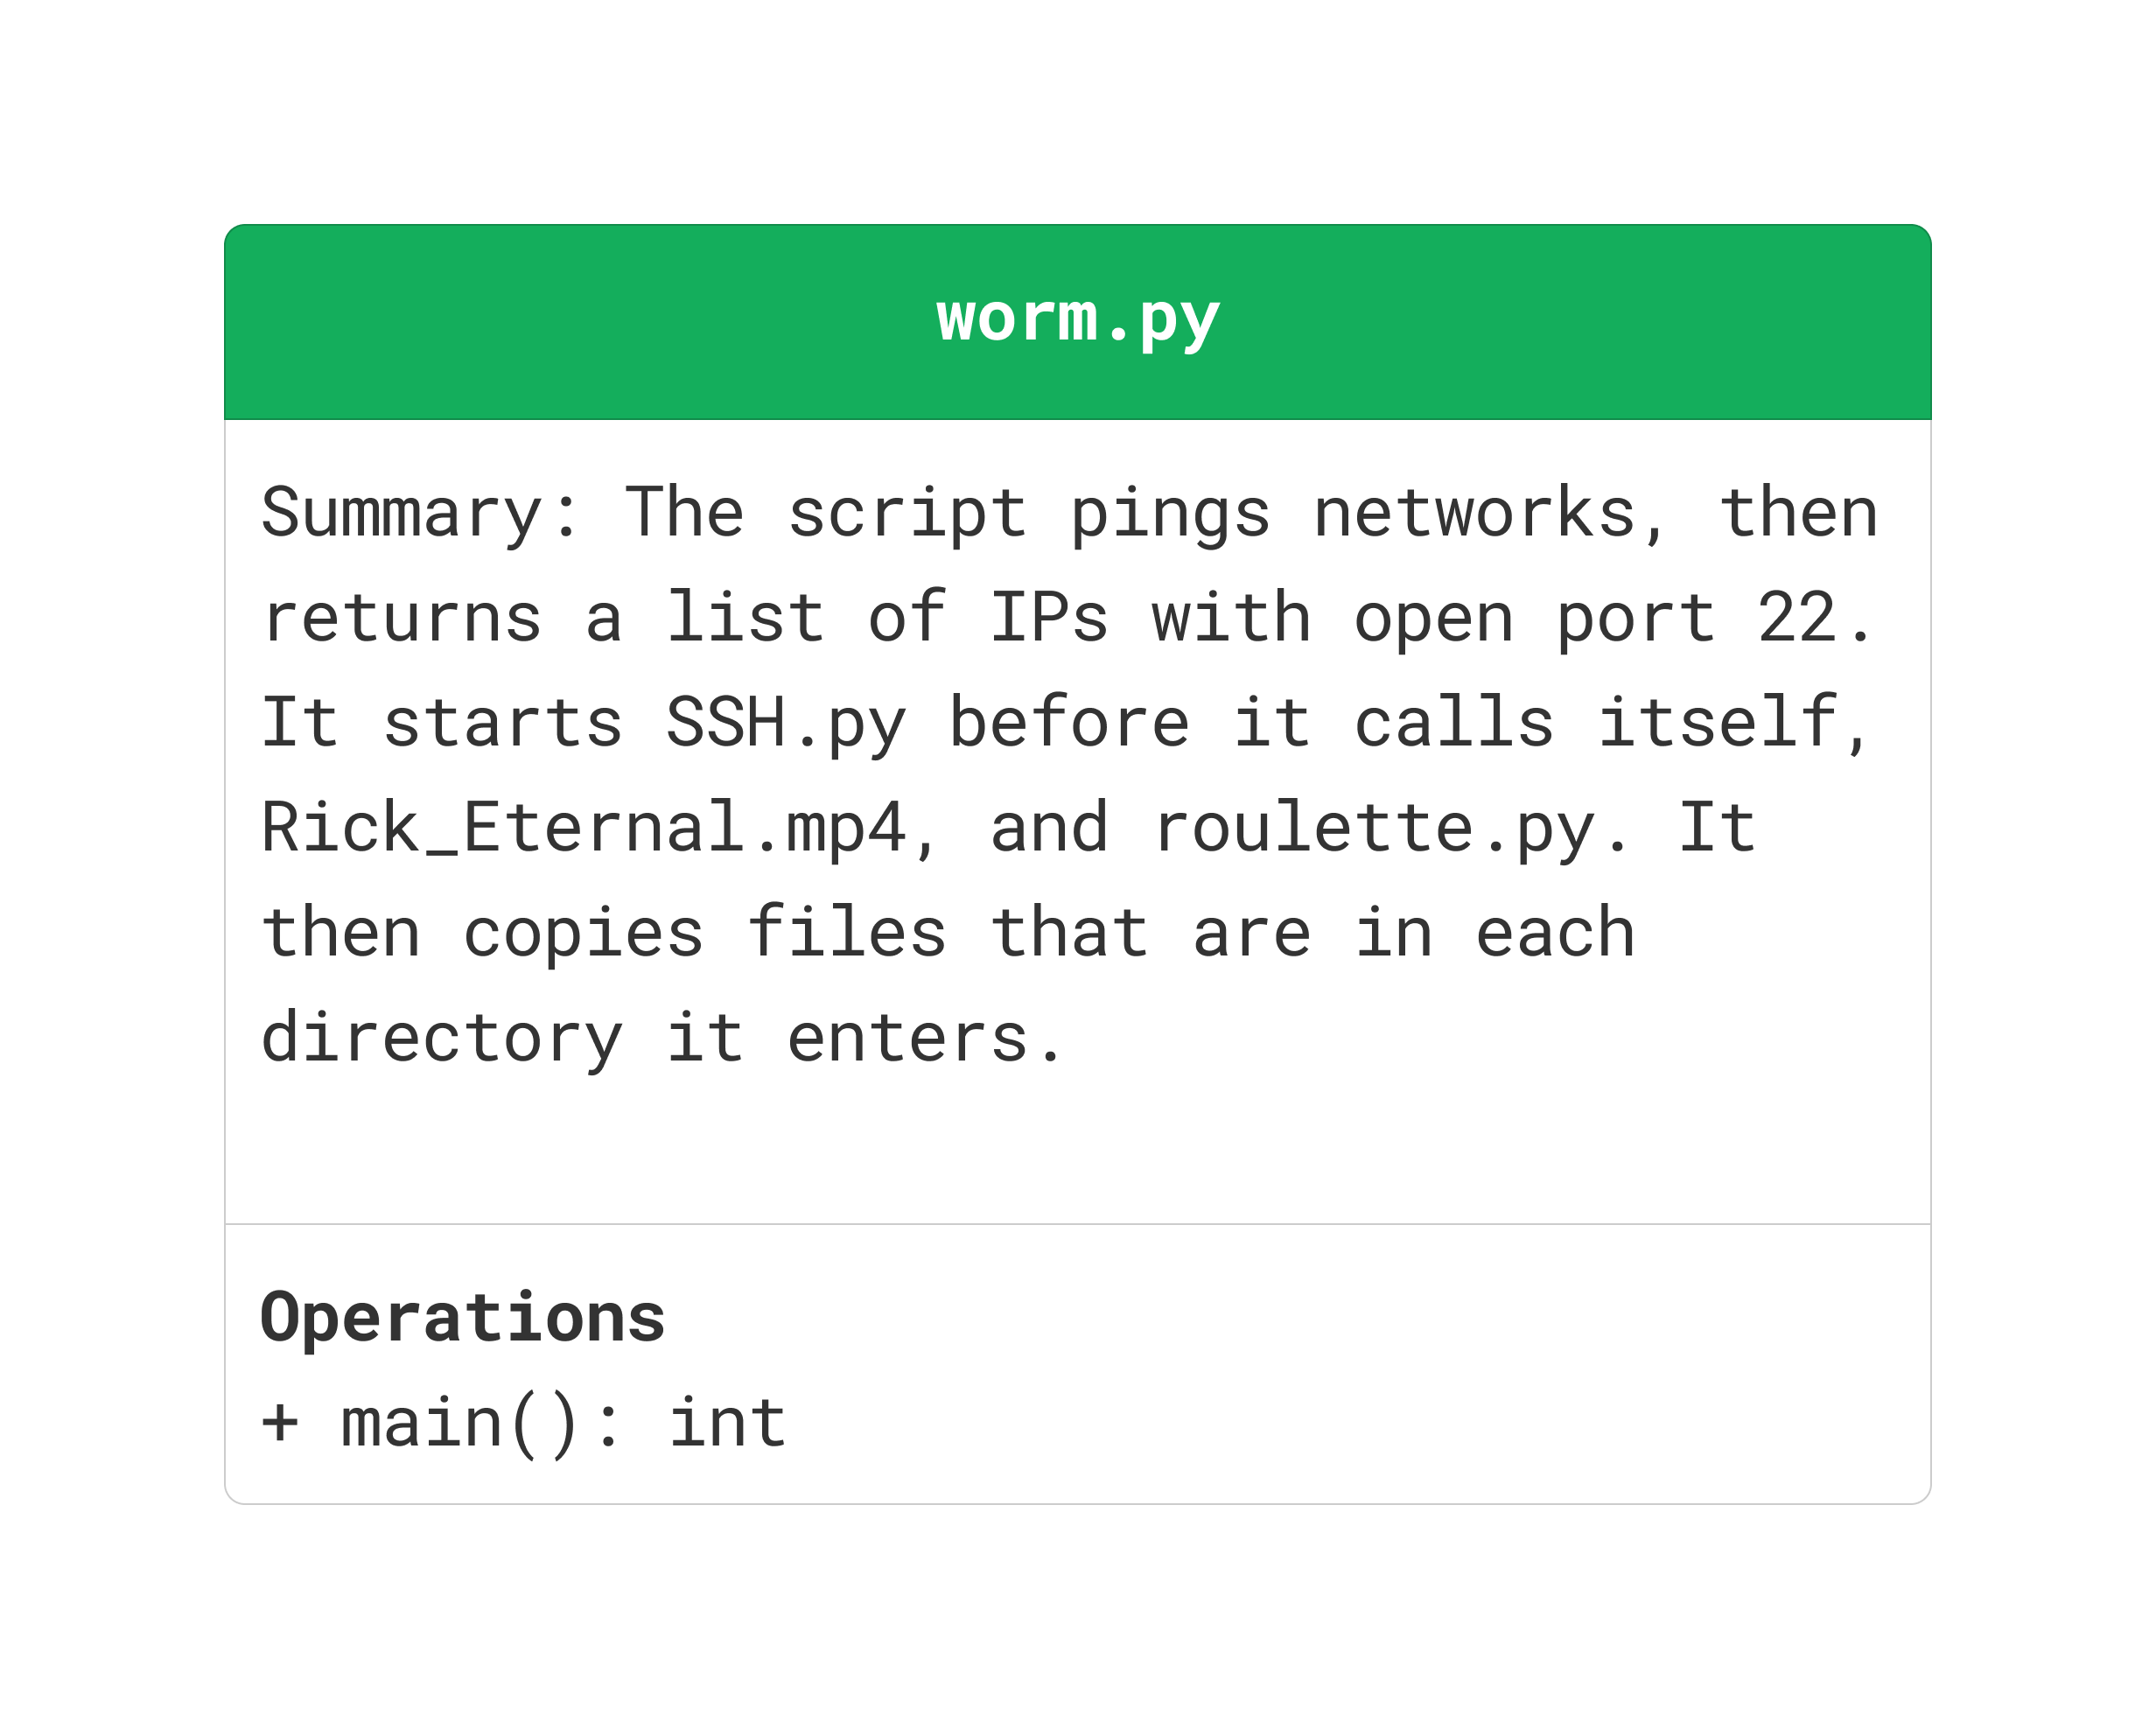 worm.py
Summary: The script pings networks, then
returns a list of IPs with open port 22.
It starts SSH.py before it calls itself,
Rick_Eternal.mp4, and roulette.py. It
then copies files that are in each
directory it enters.
Operations
+ main(): int